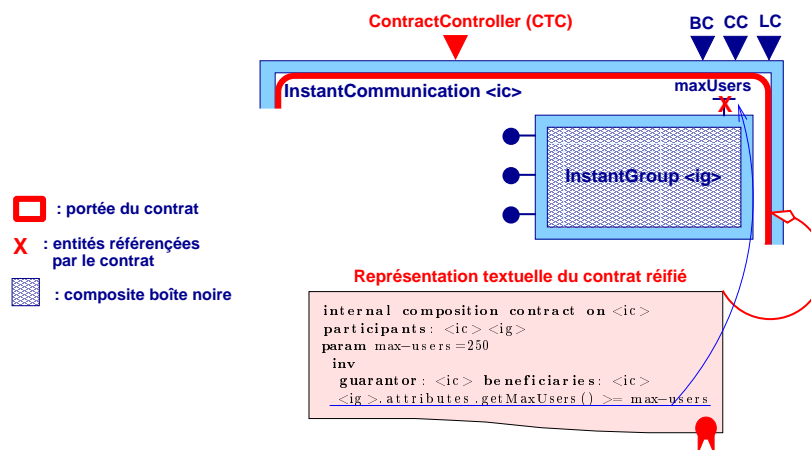 ContractController (CTC)
BC CC LC
InstantCommunication <ic>
maxUsers
X
InstantGroup <ig>
: portée du contrat
X : entités référencées
par le contrat
: composite boîte noire
Représentation textuelle du contrat réifié
internal composition contract on <ic>
participants: <ic> <ig>
param max-users=250
inv
guarantor: <ic> beneficiaries: <ic>
<ig>.attributes.getMaxUsers() >= max-users